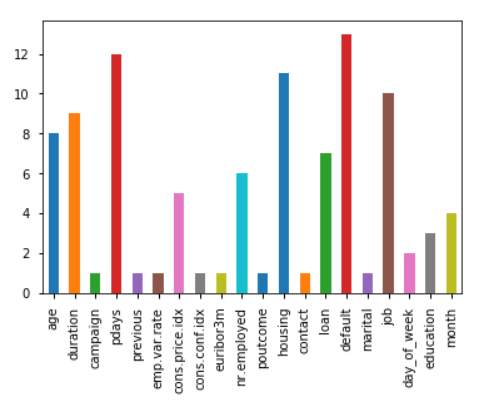 12
10
8
6
4
2
0
age
duration
campaign
pdays
previous
emp.var.rate
cons.price.idx
cons.conf.idx
euribor3m
nr.employed
poutcome
housing
contact
loan
default
marital
job
day_of_week
education
month